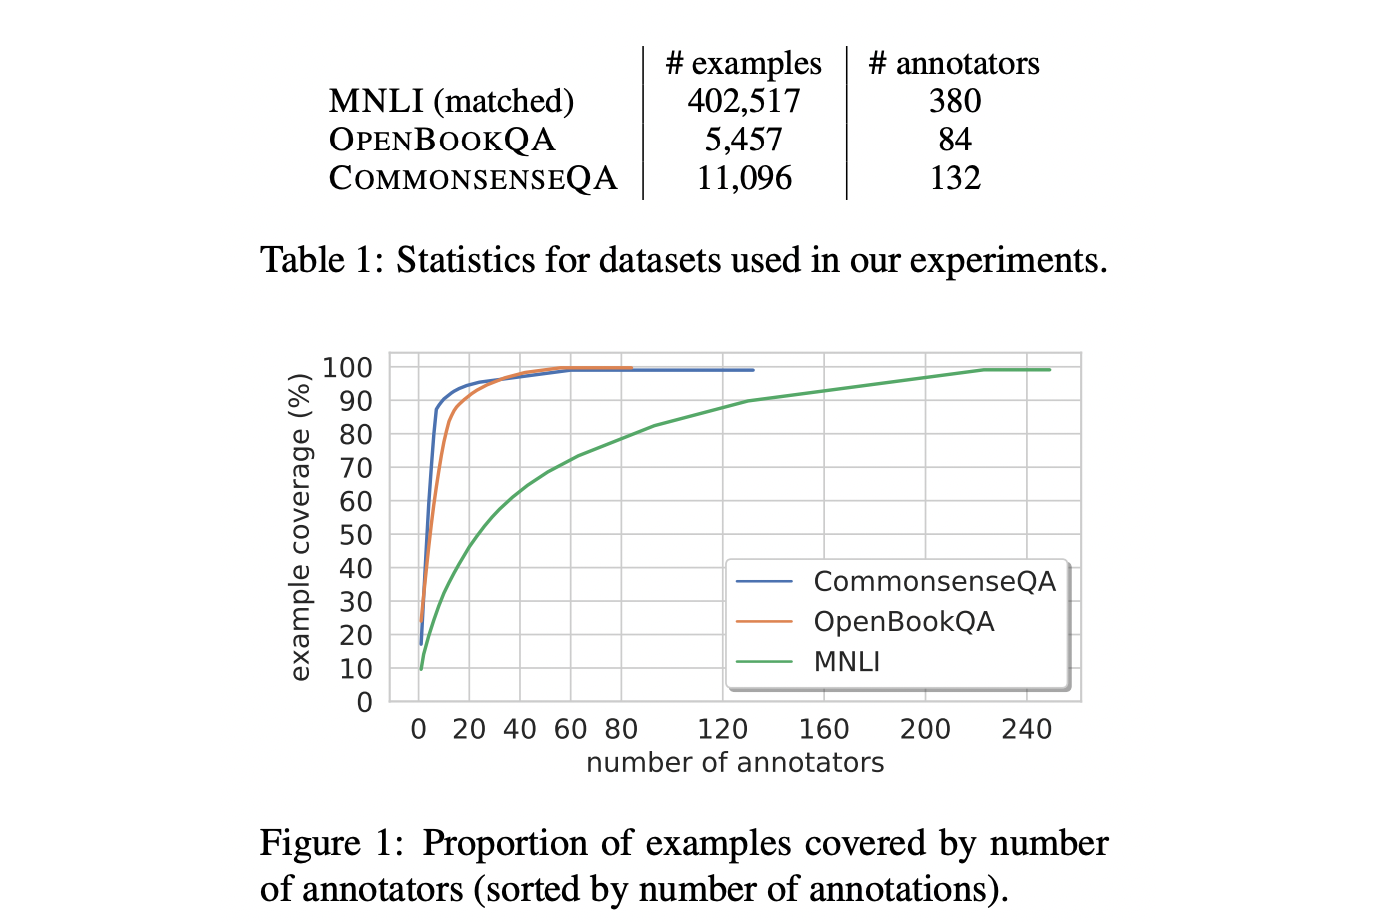 # examples # annotators
MNLI (matched) 402,517 380
OPENBOOKQA 5,457 84
COMMONSENSEQA 11,096 132
Table 1: Statistics for datasets used in our experiments.
example coverage (%)
100
90
80
70
60
50
40
30
20
10
0
CommonsenseQA
OpenBookQA
MNLI
0 20 40 60 80 120 160 200 240
number of annotators
Figure 1: Proportion of examples covered by number
of annotators (sorted by number of annotations).